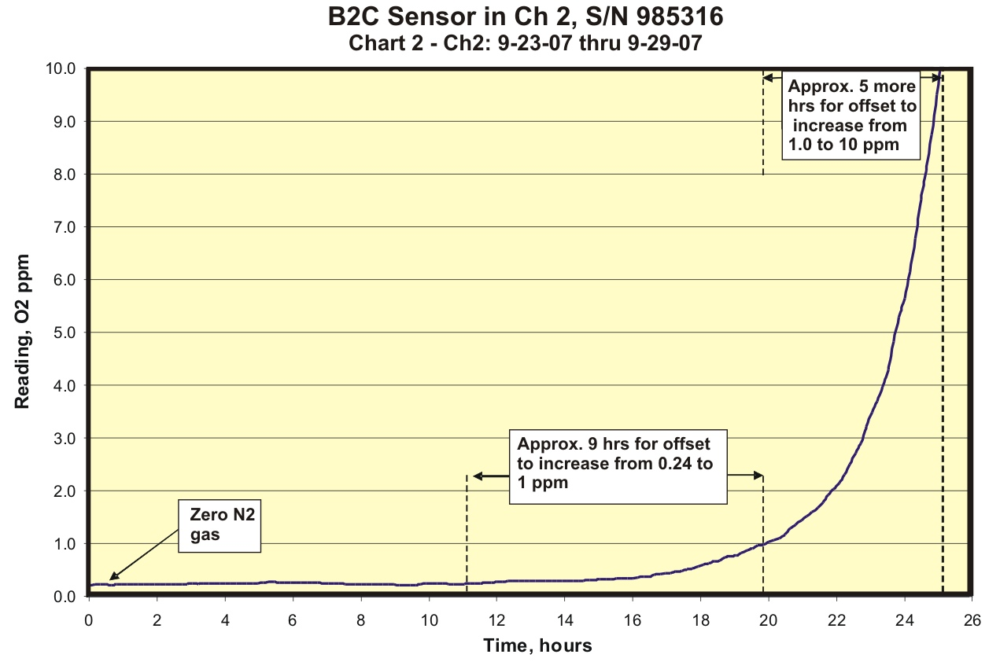 B2C Sensor in Ch 2, S/N 985316
Chart 2 - Ch2: 9-23-07 thru 9-29-07
10.0
9.0
8.0
7.0
6.0
5.0
4.0
3.0
2.0
1.0
0.0
Reading, O2 ppm
Approx. 5 more
hrs for offset to
increase from
1.0 to 10 ppm
Approx. 9 hrs for offset
to increase from 0.24 to
1 ppm
Zero N2
gas
0 2 4 6 8 10 12 14 16 18 20 22 24 26
Time, hours